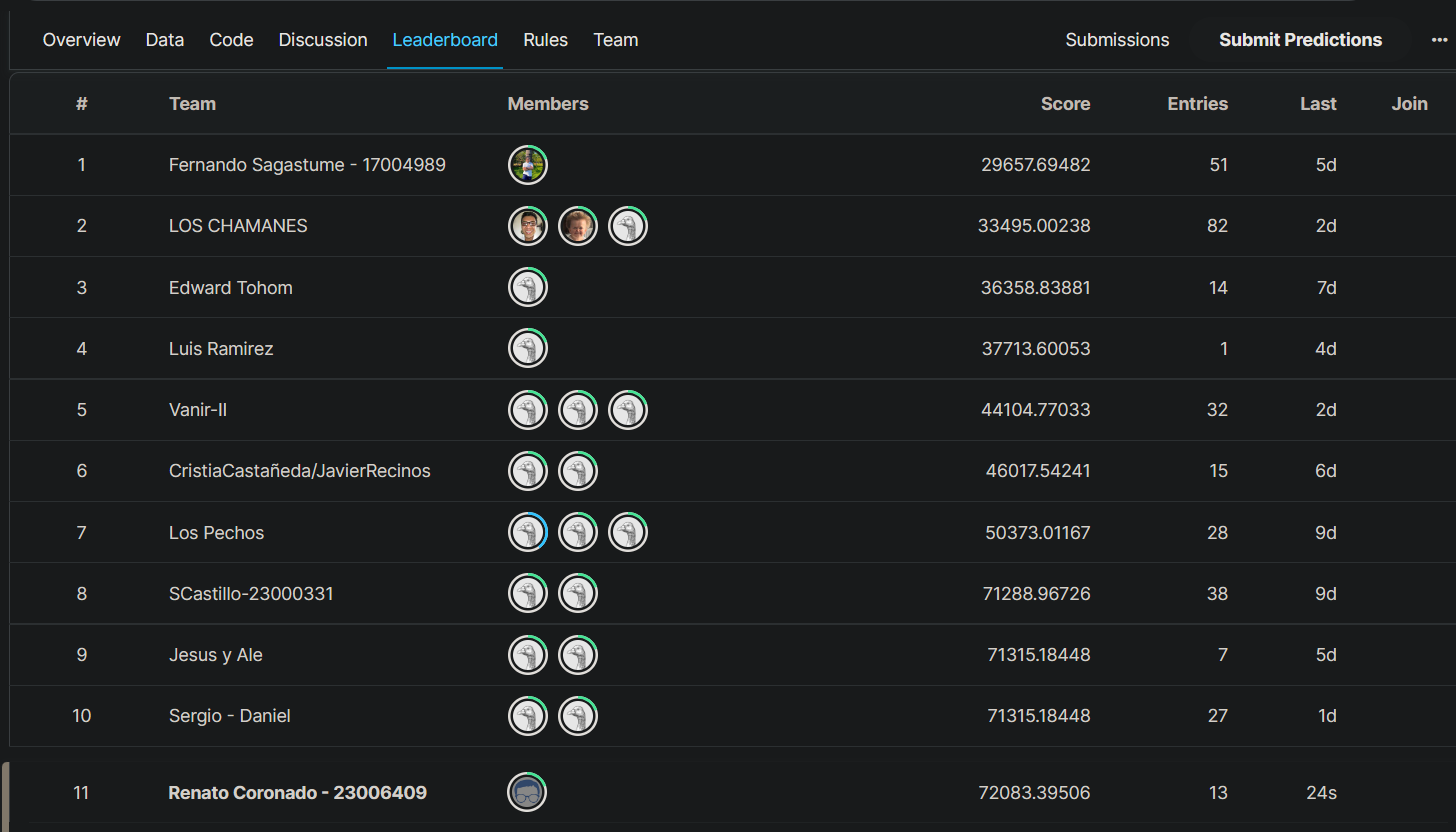 Overview Data Code Discussion Leaderboard Rules Team Submissions Submit Predictions ...
# Team Members Score Entries Last Join
1 Fernando Sagastume - 17004989 29657.69482 51 5d
2 LOS CHAMANES 33495.00238 82 2d
3 Edward Tohom 36358.83881 14 7d
4 Luis Ramirez 37713.60053 1 4d
5 Vanir-II 44104.77033 32 2d
6 CristiaCastañeda/JavierRecinos 46017.54241 15 6d
7 Los Pechos 50373.01167 28 9d
8 SCastillo-23000331 71288.96726 38 9d
9 Jesus y Ale 71315.18448 7 5d
10 Sergio - Daniel 71315.18448 27 1d
11 Renato Coronado - 23006409 72083.39506 13 24s